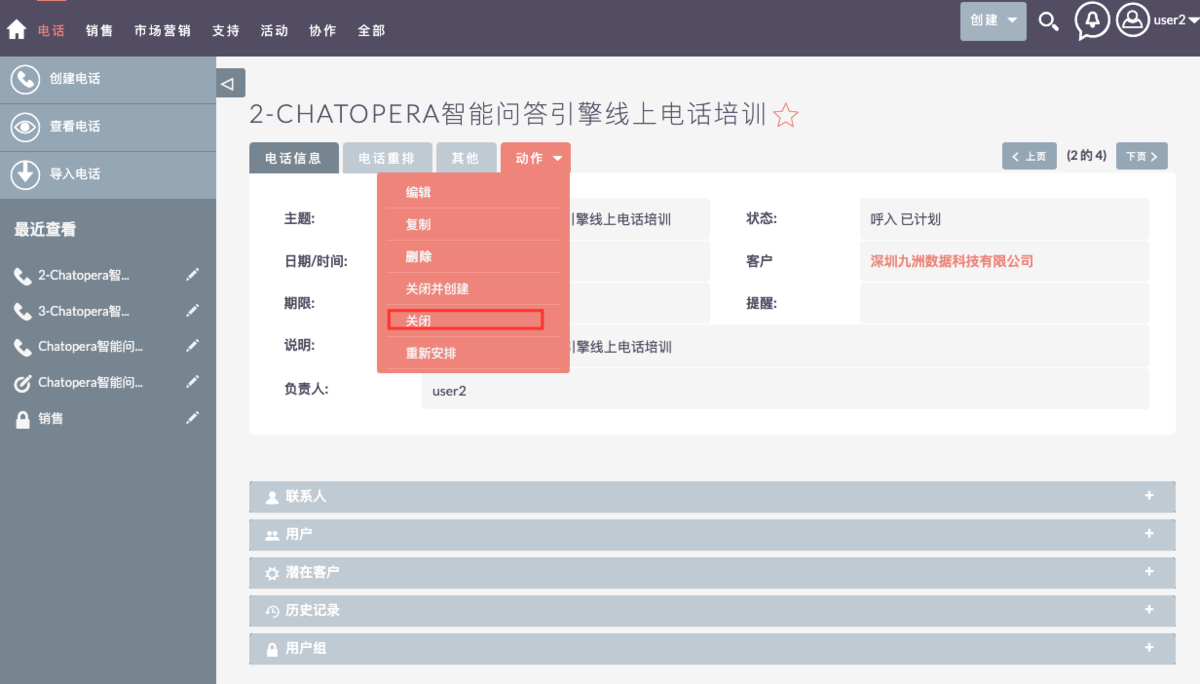 电话 销售 市场营销 支持 活动 协作 全部 创建 user2
创建电话
查看电话
导入电话
最近查看
2-Chatopera智...
3-Chatopera智...
Chatopera智能问...
Chatopera智能问...
销售
2-CHATOPERA智能问答引擎线上电话培训
电话信息 电话重排 其他 动作 上页 (2 的 4) 下页
编辑
复制
删除
关闭并创建
关闭
重新安排
主题: 引擎线上电话培训 状态: 呼入 已计划
日期/时间: 客户 深圳九洲数据科技有限公司
期限: 提醒:
说明: 引擎线上电话培训
负责人: user2
联系人
用户
潜在客户
历史记录
用户组